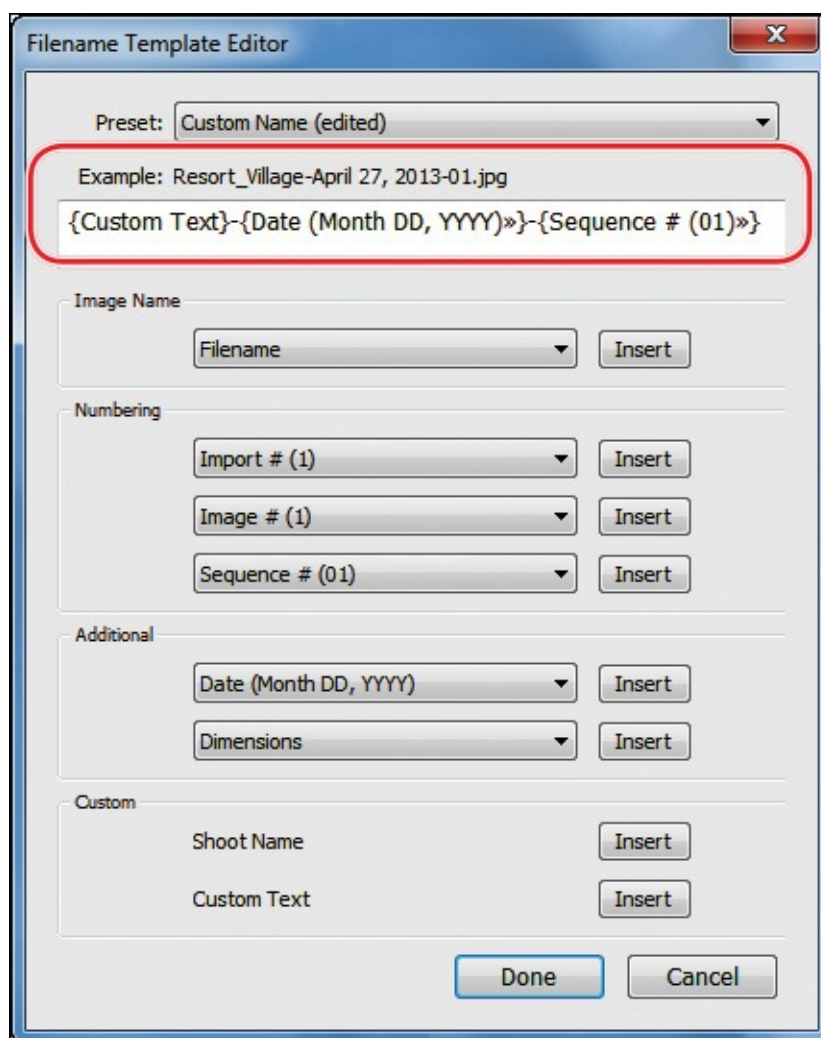 Filename Template Editor
Preset: Custom Name (edited)
Example: Resort_Village-April 27, 2013-01.jpg
{Custom Text}-{Date (Month DD, YYYY)»}-{Sequence # (01)»}
Image Name
Filename Insert
Numbering
Import # (1) Insert
Image # (1) Insert
Sequence # (01) Insert
Additional
Date (Month DD, YYYY) Insert
Dimensions Insert
Custom
Shoot Name Insert
Custom Text Insert
Done Cancel